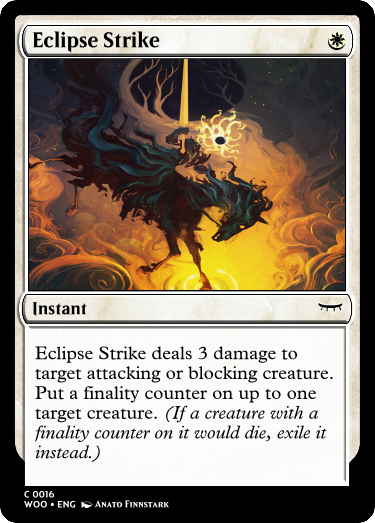 Eclipse Strike
Instant
Eclipse Strike deals 3 damage to
target attacking or blocking creature.
Put a finality counter on up to one
target creature. (If a creature with a
finality counter on it would die, exile it
instead.)
C 0016
WOO • ENG Anato Finnstark